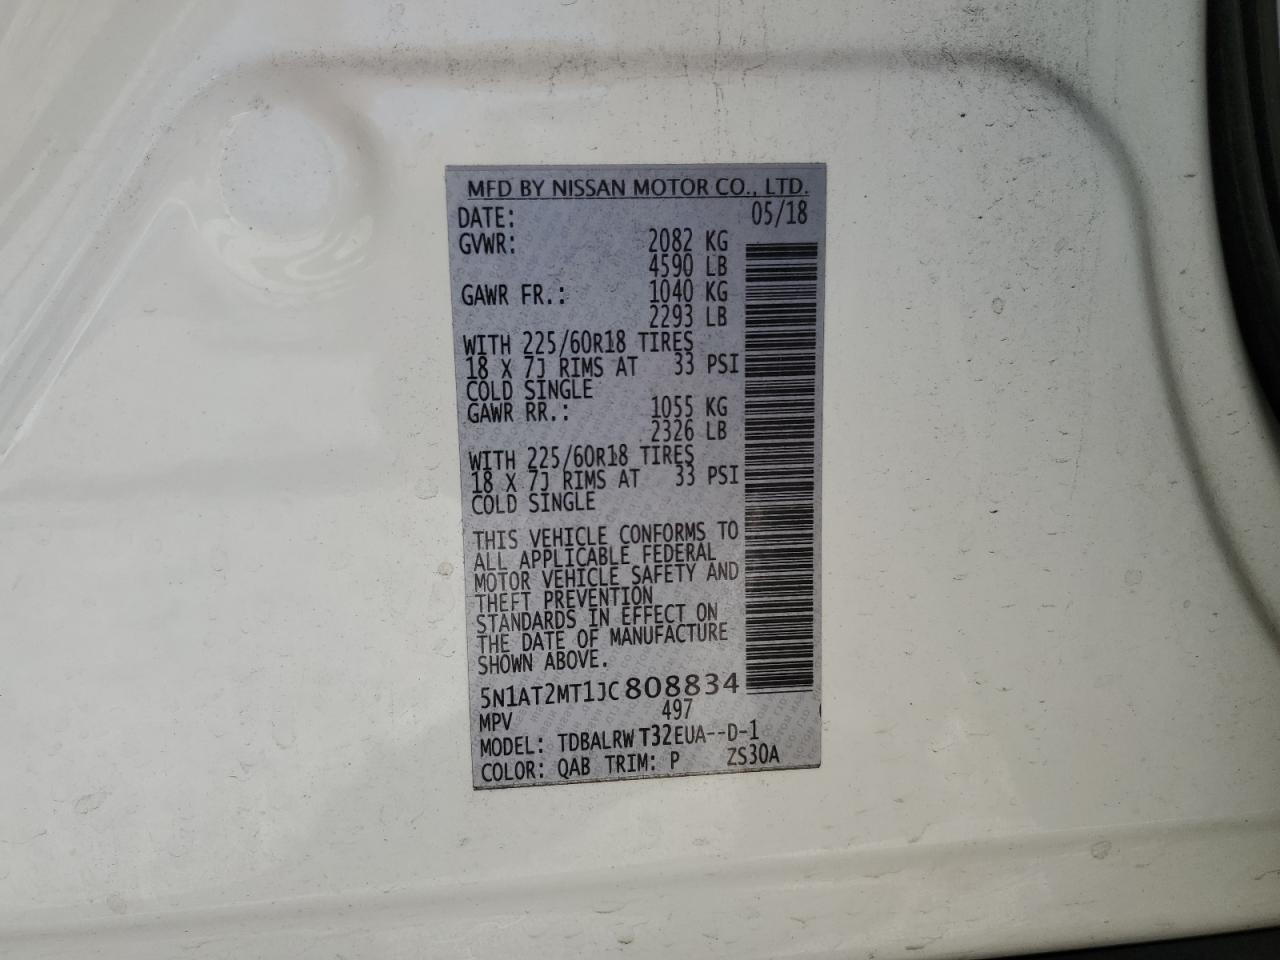 MFD BY NISSAN MOTOR CO., LTD.
DATE: 05/18
GVWR: 2082 KG
4590 LB
GAWR FR.: 1040 KG
2293 LB
WITH 225/60R18 TIRES
18 X 7J RIMS AT 33 PSI
COLD SINGLE
GAWR RR.: 1055 KG
2326 LB
WITH 225/60R18 TIRES
18 X 7J RIMS AT 33 PSI
COLD SINGLE
THIS VEHICLE CONFORMS TO
ALL APPLICABLE FEDERAL
MOTOR VEHICLE SAFETY AND
THEFT PREVENTION
STANDARDS IN EFFECT ON
THE DATE OF MANUFACTURE
SHOWN ABOVE.
5N1AT2MT1JC808834
MPV 497
MODEL: TDBALRWT32EUA--D-1
COLOR: QAB TRIM: P ZS30A